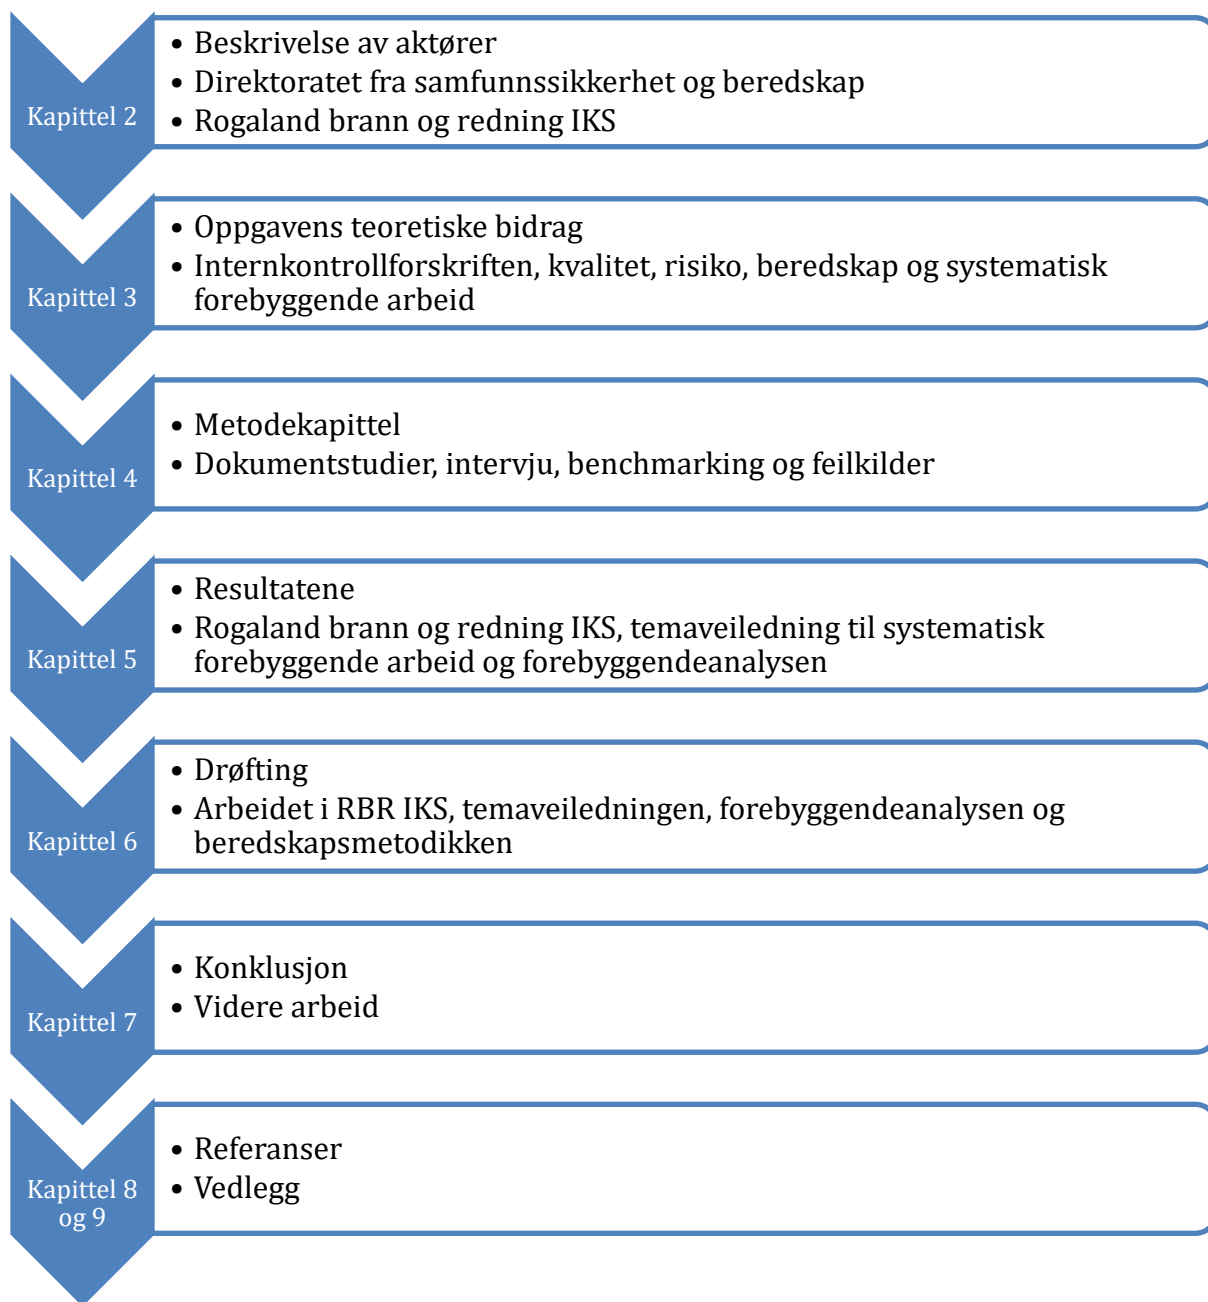 Kapittel 2
• Beskrivelse av aktører
• Direktoratet fra samfunnssikkerhet og beredskap
• Rogaland brann og redning IKS
Kapittel 3
• Oppgavens teoretiske bidrag
• Internkontrollforskriften, kvalitet, risiko, beredskap og systematisk
forebyggende arbeid
Kapittel 4
• Metodekapittel
• Dokumentstudier, intervju, benchmarking og feilkilder
Kapittel 5
• Resultatene
• Rogaland brann og redning IKS, temaveiledning til systematisk
forebyggende arbeid og forebyggendeanalysen
Kapittel 6
• Drøfting
• Arbeidet i RBR IKS, temaveiledningen, forebyggendeanalysen og
beredskapsmetodikken
Kapittel 7
• Konklusjon
• Videre arbeid
Kapittel 8
og 9
• Referanser
• Vedlegg